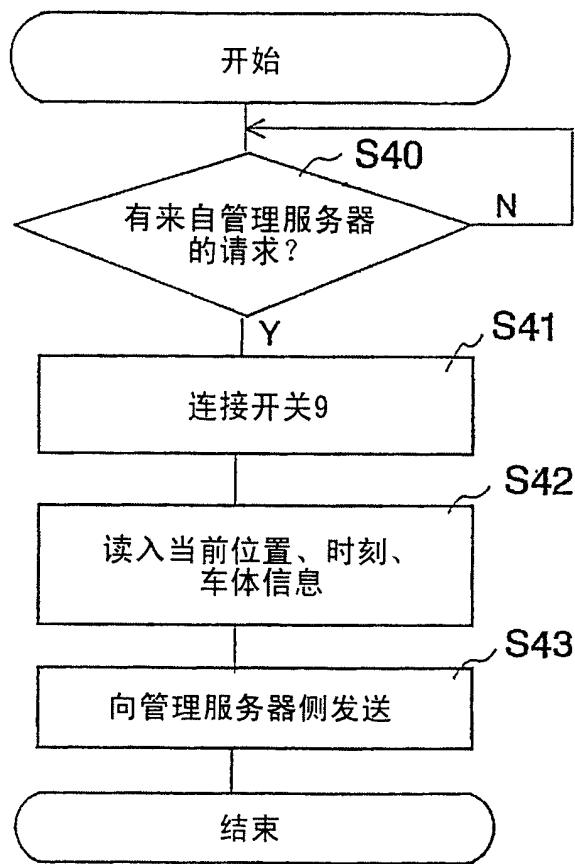 开始
S40
有来自管理服务器
的请求？
N
Y
S41
连接开关9
S42
读入当前位置、时刻、
车体信息
S43
向管理服务器侧发送
结束